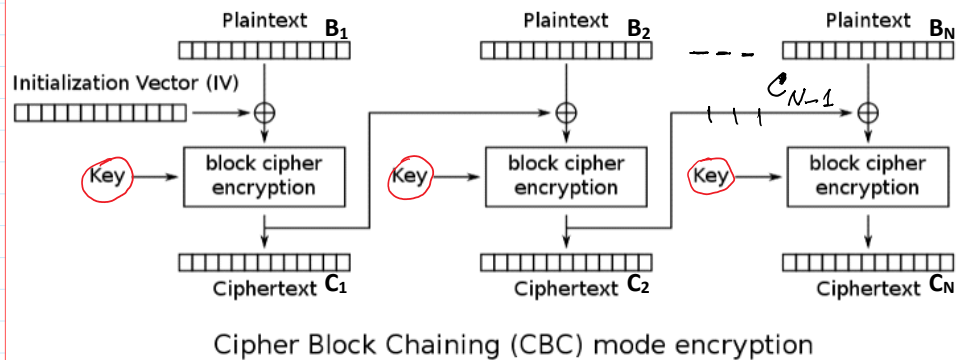 Plaintext B1
Plaintext B2
Plaintext BN
Initialization Vector (IV)
CN-1
Key
block cipher
encryption
Key
block cipher
encryption
Key
block cipher
encryption
Ciphertext C1
Ciphertext C2
Ciphertext CN
Cipher Block Chaining (CBC) mode encryption